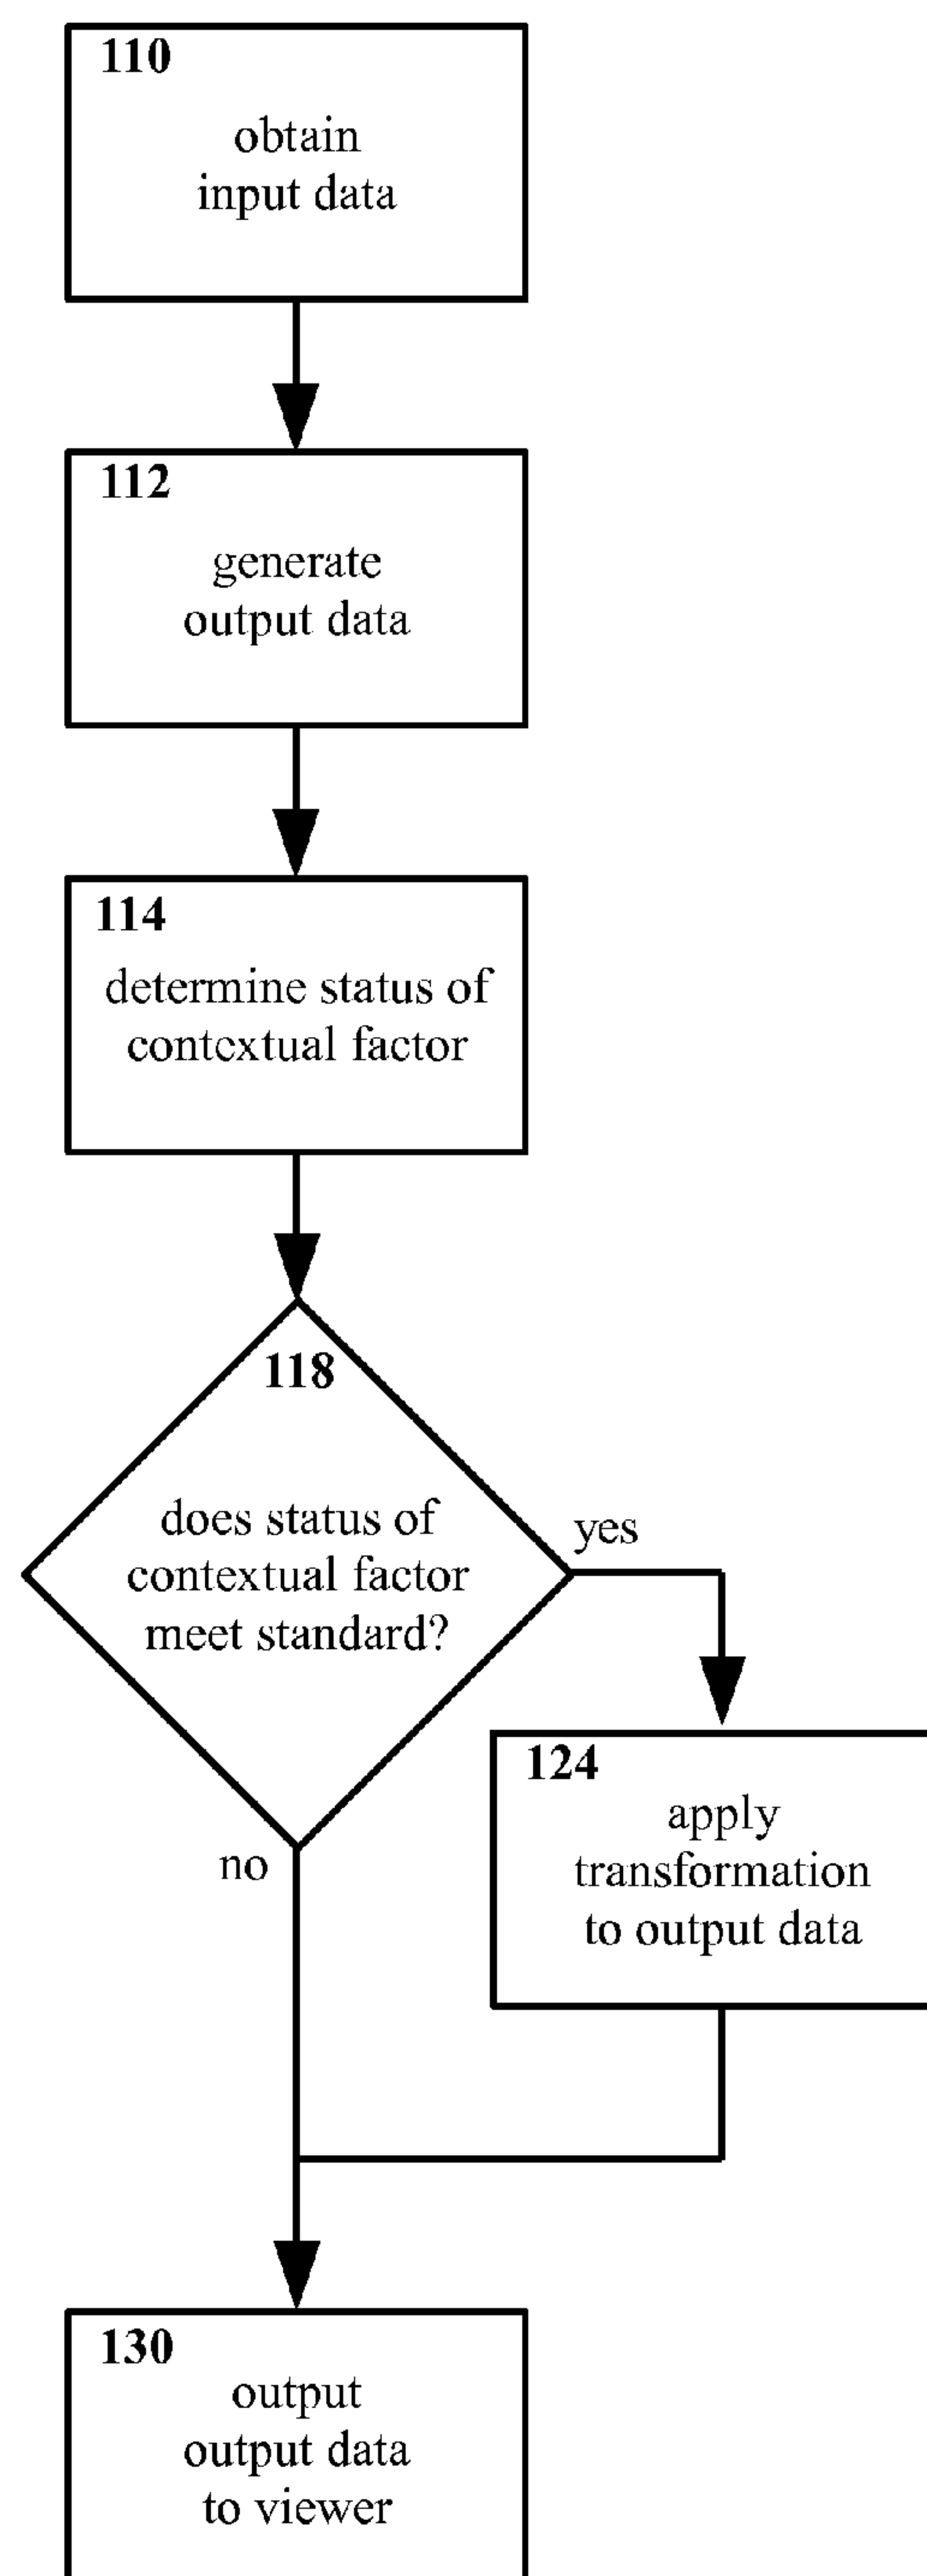 110
obtain
input data
112
generate
output data
114
determine status of
contextual factor
118
does status of
contextual factor
meet standard?
yes
no
124
apply
transformation
to output data
130
output
output data
to viewer